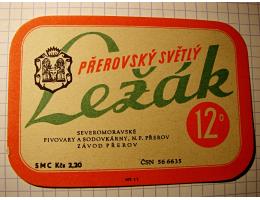 PŘEROVSKÝ SVĚTLÝ
Ležák
12°
SEVEROMORAVSKÉ
PIVOVARY A SODOVKÁRNY, N. P. PŘEROV
ZÁVOD PŘEROV
SMC Kčs 2,20
ČSN 56 6635